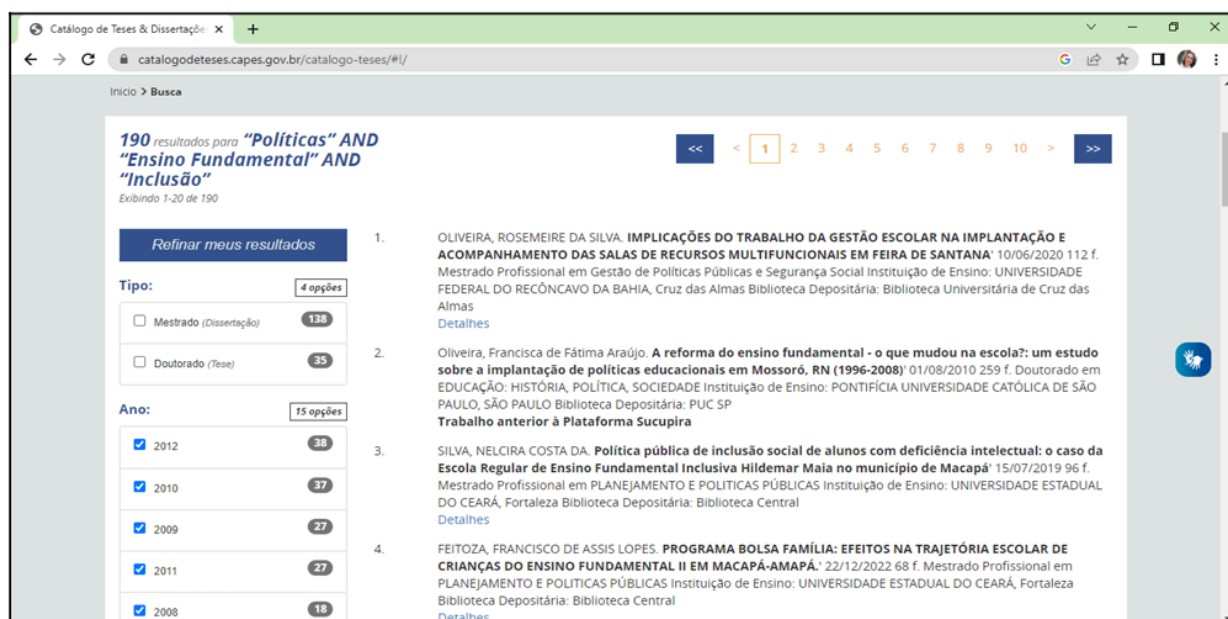 Catálogo de Teses & Dissertaçõe
catalogodeteses.capes.gov.br/catalogo-teses/#!/
Inicio > Busca
190 resultados para "Políticas" AND
"Ensino Fundamental" AND
"Inclusão"
Exibindo 1-20 de 190
<< < 1 2 3 4 5 6 7 8 9 10 > >>
Refinar meus resultados
Tipo: 4 opções
Mestrado (Dissertação) 138
Doutorado (Tese) 35
Ano: 15 opções
2012 38
2010 37
2009 27
2011 27
2008 18
1. OLIVEIRA, ROSEMEIRE DA SILVA. IMPLICAÇÕES DO TRABALHO DA GESTÃO ESCOLAR NA IMPLANTAÇÃO E
ACOMPANHAMENTO DAS SALAS DE RECURSOS MULTIFUNCIONAIS EM FEIRA DE SANTANA' 10/06/2020 112 f.
Mestrado Profissional em Gestão de Políticas Públicas e Segurança Social Instituição de Ensino: UNIVERSIDADE
FEDERAL DO RECÔNCAVO DA BAHIA, Cruz das Almas Biblioteca Depositária: Biblioteca Universitária de Cruz das
Almas
Detalhes
2. Oliveira, Francisca de Fátima Araújo. A reforma do ensino fundamental - o que mudou na escola?: um estudo
sobre a implantação de políticas educacionais em Mossoró, RN (1996-2008)' 01/08/2010 259 f. Doutorado em
EDUCAÇÃO: HISTÓRIA, POLÍTICA, SOCIEDADE Instituição de Ensino: PONTIFÍCIA UNIVERSIDADE CATÓLICA DE SÃO
PAULO, SÃO PAULO Biblioteca Depositária: PUC SP
Trabalho anterior à Plataforma Sucupira
3. SILVA, NELCIRA COSTA DA. Política pública de inclusão social de alunos com deficiência intelectual: o caso da
Escola Regular de Ensino Fundamental Inclusiva Hildemar Maia no município de Macapá' 15/07/2019 96 f.
Mestrado Profissional em PLANEJAMENTO E POLITICAS PÚBLICAS Instituição de Ensino: UNIVERSIDADE ESTADUAL
DO CEARÁ, Fortaleza Biblioteca Depositária: Biblioteca Central
Detalhes
4. FEITOZA, FRANCISCO DE ASSIS LOPES. PROGRAMA BOLSA FAMÍLIA: EFEITOS NA TRAJETÓRIA ESCOLAR DE
CRIANÇAS DO ENSINO FUNDAMENTAL II EM MACAPÁ-AMAPÁ.' 22/12/2022 68 f. Mestrado Profissional em
PLANEJAMENTO E POLITICAS PÚBLICAS Instituição de Ensino: UNIVERSIDADE ESTADUAL DO CEARÁ, Fortaleza
Biblioteca Depositária: Biblioteca Central
Detalhes